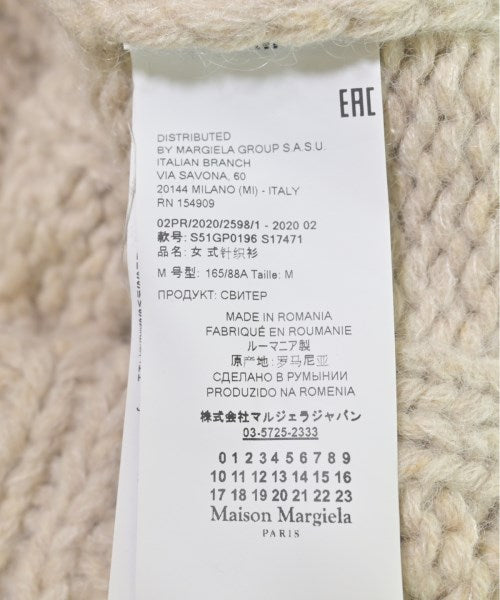 EAC
DISTRIBUTED
BY MARGIELA GROUP S.A.S.U.
ITALIAN BRANCH
VIA SAVONA, 60
20144 MILANO (MI) - ITALY
RN 154909
02PR/2020/2598/1 - 2020 02
款号: S51GP0196 S17471
品名: 女式针织衫
M 号型: 165/88A Taille: M
ПРОДУКТ: СВИТЕР
MADE IN ROMANIA
FABRIQUÉ EN ROUMANIE
ルーマニア製
原产地: 罗马尼亚
СДЕЛАНО В РУМЫНИИ
PRODUZIDO NA ROMENIA
株式会社マルジェラジャパン
03-5725-2333
0 1 2 3 4 5 6 7 8 9
10 11 12 13 14 15 16
17 18 19 20 21 22 23
Maison Margiela
PARIS